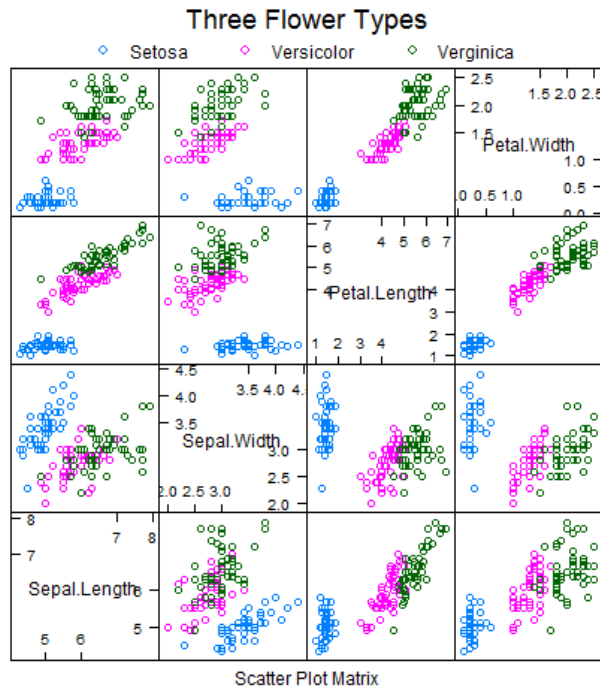 Three Flower Types
Setosa Versicolor Verginica
2.5
2.0
1.5
1.5 2.0 2.5
Petal.Width
1.0
0.5
0.0
0.0 0.5 1.0
7
6
5
4
4 5 6 7
Petal.Length
4
3
2
1
1 2 3 4
4.5
4.0
3.5
3.5 4.0 4.
Sepal.Width
3.0
2.5
2.0
2.0 2.5 3.0
8
7
7 8
Sepal.Length
6
5
5 6
Scatter Plot Matrix